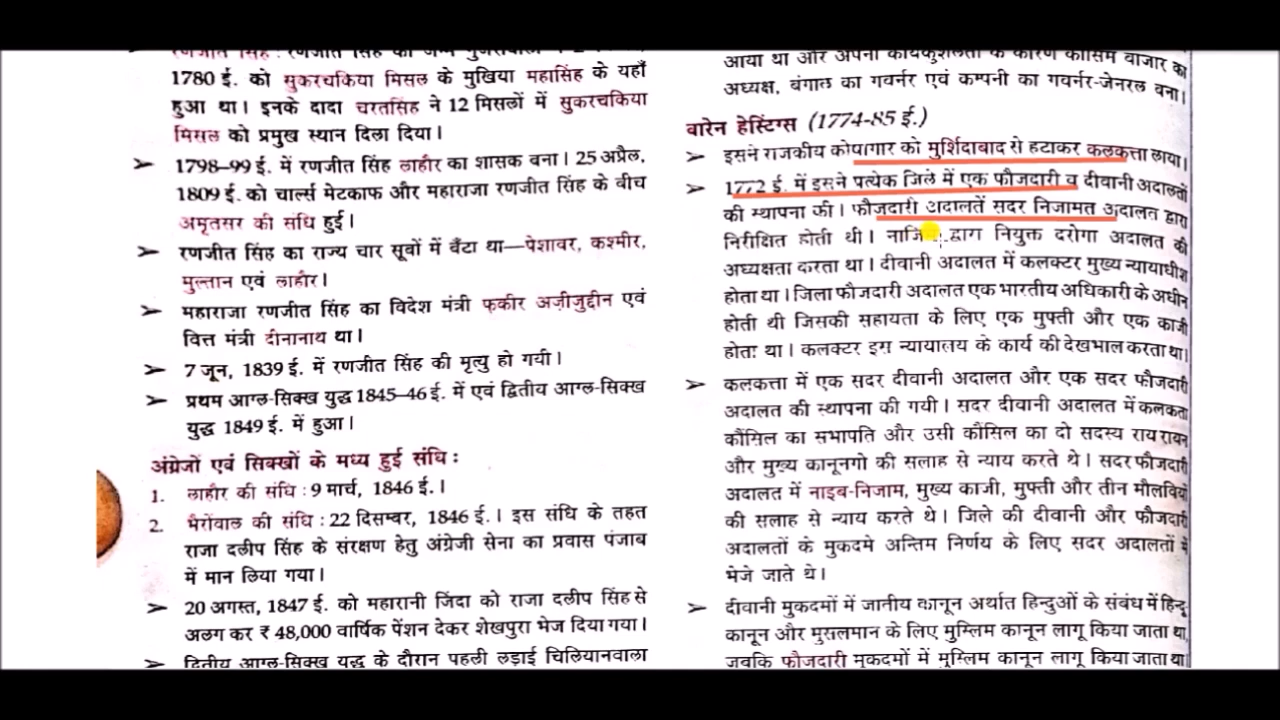 रणजीत सिंह : रणजीत सिंह का जन्म
1780 ई. को सुकरचकिया मिसल के मुखिया महासिंह के यहाँ
हुआ था। इनके दादा चरतसिंह ने 12 मिसलों में सुकरचकिया
मिसल को प्रमुख स्थान दिला दिया।
➤ 1798–99 ई. में रणजीत सिंह लाहौर का शासक बना। 25 अप्रैल,
1809 ई. को चार्ल्स मेटकाफ और महाराजा रणजीत सिंह के बीच
अमृतसर की संधि हुई।
➤ रणजीत सिंह का राज्य चार सूबों में बँटा था—पेशावर, कश्मीर,
मुल्तान एवं लाहौर।
➤ महाराजा रणजीत सिंह का विदेश मंत्री फ़कीर अज़ीजुद्दीन एवं
वित्त मंत्री दीनानाथ था।
➤ 7 जून, 1839 ई. में रणजीत सिंह की मृत्यु हो गयी।
➤ प्रथम आंग्ल-सिक्ख युद्ध 1845–46 ई. में एवं द्वितीय आंग्ल-सिक्ख
युद्ध 1849 ई. में हुआ।
अंग्रेजों एवं सिक्खों के मध्य हुई संधि :
1. लाहौर की संधि : 9 मार्च, 1846 ई.।
2. भैरोंवाल की संधि : 22 दिसम्बर, 1846 ई.। इस संधि के तहत
राजा दलीप सिंह के संरक्षण हेतु अंग्रेजी सेना का प्रवास पंजाब
में मान लिया गया।
➤ 20 अगस्त, 1847 ई. को महारानी जिंदा को राजा दलीप सिंह से
अलग कर ₹ 48,000 वार्षिक पेंशन देकर शेखपुरा भेज दिया गया।
➤ द्वितीय आंग्ल-सिक्ख युद्ध के दौरान पहली लड़ाई चिलियानवाला
आया था और अपनी कार्यकुशलता के कारण कासिम बाजार का
अध्यक्ष, बंगाल का गवर्नर एवं कम्पनी का गवर्नर-जेनरल बना।
वारेन हेस्टिंग्स (1774-85 ई.)
➤ इसने राजकीय कोषागार को मुर्शिदाबाद से हटाकर कलकत्ता लाया।
➤ 1772 ई. में इसने प्रत्येक जिले में एक फौजदारी व दीवानी अदालतों
की स्थापना की। फौजदारी अदालतें सदर निजामत अदालत द्वारा
निरीक्षित होती थी। द्वारा नियुक्त दरोगा अदालत की
अध्यक्षता करता था। दीवानी अदालत में कलक्टर मुख्य न्यायाधीश
होता था। जिला फौजदारी अदालत एक भारतीय अधिकारी के अधीन
होती थी जिसकी सहायता के लिए एक मुफ्ती और एक काजी
होता था। कलक्टर इस न्यायालय के कार्य की देखभाल करता था।
➤ कलकत्ता में एक सदर दीवानी अदालत और एक सदर फौजदारी
अदालत की स्थापना की गयी। सदर दीवानी अदालत में कलकत्ता
कौंसिल का सभापति और उसी कौंसिल का दो सदस्य राय रायन
और मुख्य कानूनगो की सलाह से न्याय करते थे। सदर फौजदारी
अदालत में नाइब-निजाम, मुख्य काजी, मुफ्ती और तीन मौलवियों
की सलाह से न्याय करते थे। जिले की दीवानी और फौजदारी
अदालतों के मुकदमे अन्तिम निर्णय के लिए सदर अदालतों में
भेजे जाते थे।
➤ दीवानी मुकदमों में जातीय कानून अर्थात हिन्दुओं के संबंध में हिन्दू
कानून और मुसलमान के लिए मुस्लिम कानून लागू किया जाता था,
जबकि फौजदारी मुकदमों में मुस्लिम कानून लागू किया जाता था।